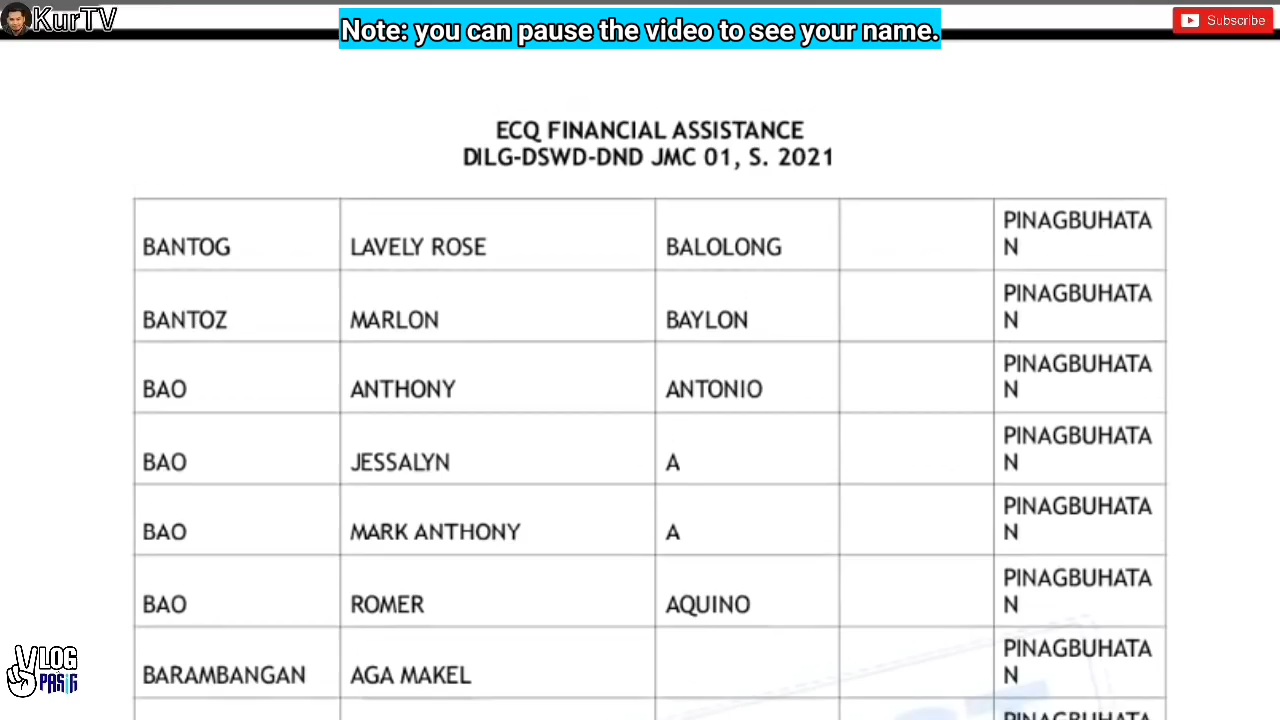 KurTV
Note: you can pause the video to see your name.
Subscribe
ECQ FINANCIAL ASSISTANCE
DILG-DSWD-DND JMC 01, S. 2021
BANTOG LAVELY ROSE BALOLONG PINAGBUHATA
N
BANTOZ MARLON BAYLON PINAGBUHATA
N
BAO ANTHONY ANTONIO PINAGBUHATA
N
BAO JESSALYN A PINAGBUHATA
N
BAO MARK ANTHONY A PINAGBUHATA
N
BAO ROMER AQUINO PINAGBUHATA
N
BARAMBANGAN AGA MAKEL PINAGBUHATA
N
VLOG
PASIG